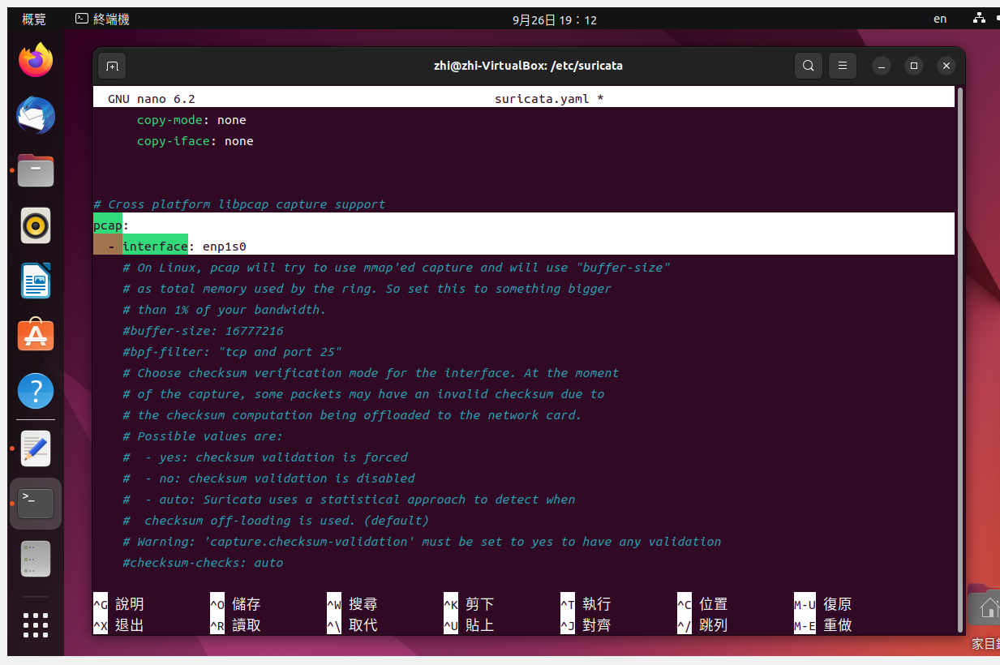 概覽 終端機 9月26日 19：12 en
zhi@zhi-VirtualBox: /etc/suricata
GNU nano 6.2 suricata.yaml *
copy-mode: none
copy-iface: none
# Cross platform libpcap capture support
pcap:
- interface: enp1s0
# On Linux, pcap will try to use mmap'ed capture and will use "buffer-size"
# as total memory used by the ring. So set this to something bigger
# than 1% of your bandwidth.
#buffer-size: 16777216
#bpf-filter: "tcp and port 25"
# Choose checksum verification mode for the interface. At the moment
# of the capture, some packets may have an invalid checksum due to
# the checksum computation being offloaded to the network card.
# Possible values are:
#  - yes: checksum validation is forced
#  - no: checksum validation is disabled
#  - auto: Suricata uses a statistical approach to detect when
#  checksum off-loading is used. (default)
# Warning: 'capture.checksum-validation' must be set to yes to have any validation
#checksum-checks: auto
^G 說明 ^O 儲存 ^W 搜尋 ^K 剪下 ^T 執行 ^C 位置 M-U 復原
^X 退出 ^R 讀取 ^\ 取代 ^U 貼上 ^J 對齊 ^/ 跳列 M-E 重做
家目